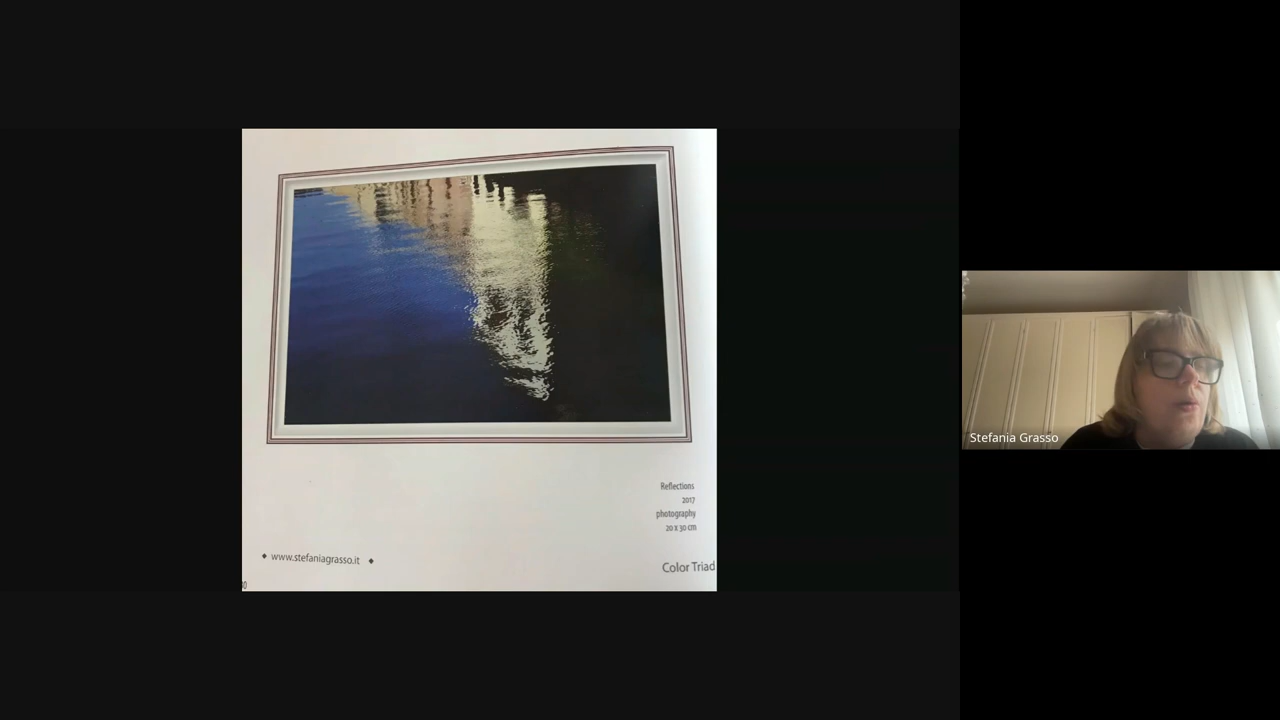 Reflections
2017
photography
20 x 30 cm
www.stefaniagrasso.it
Color Triad
Stefania Grasso